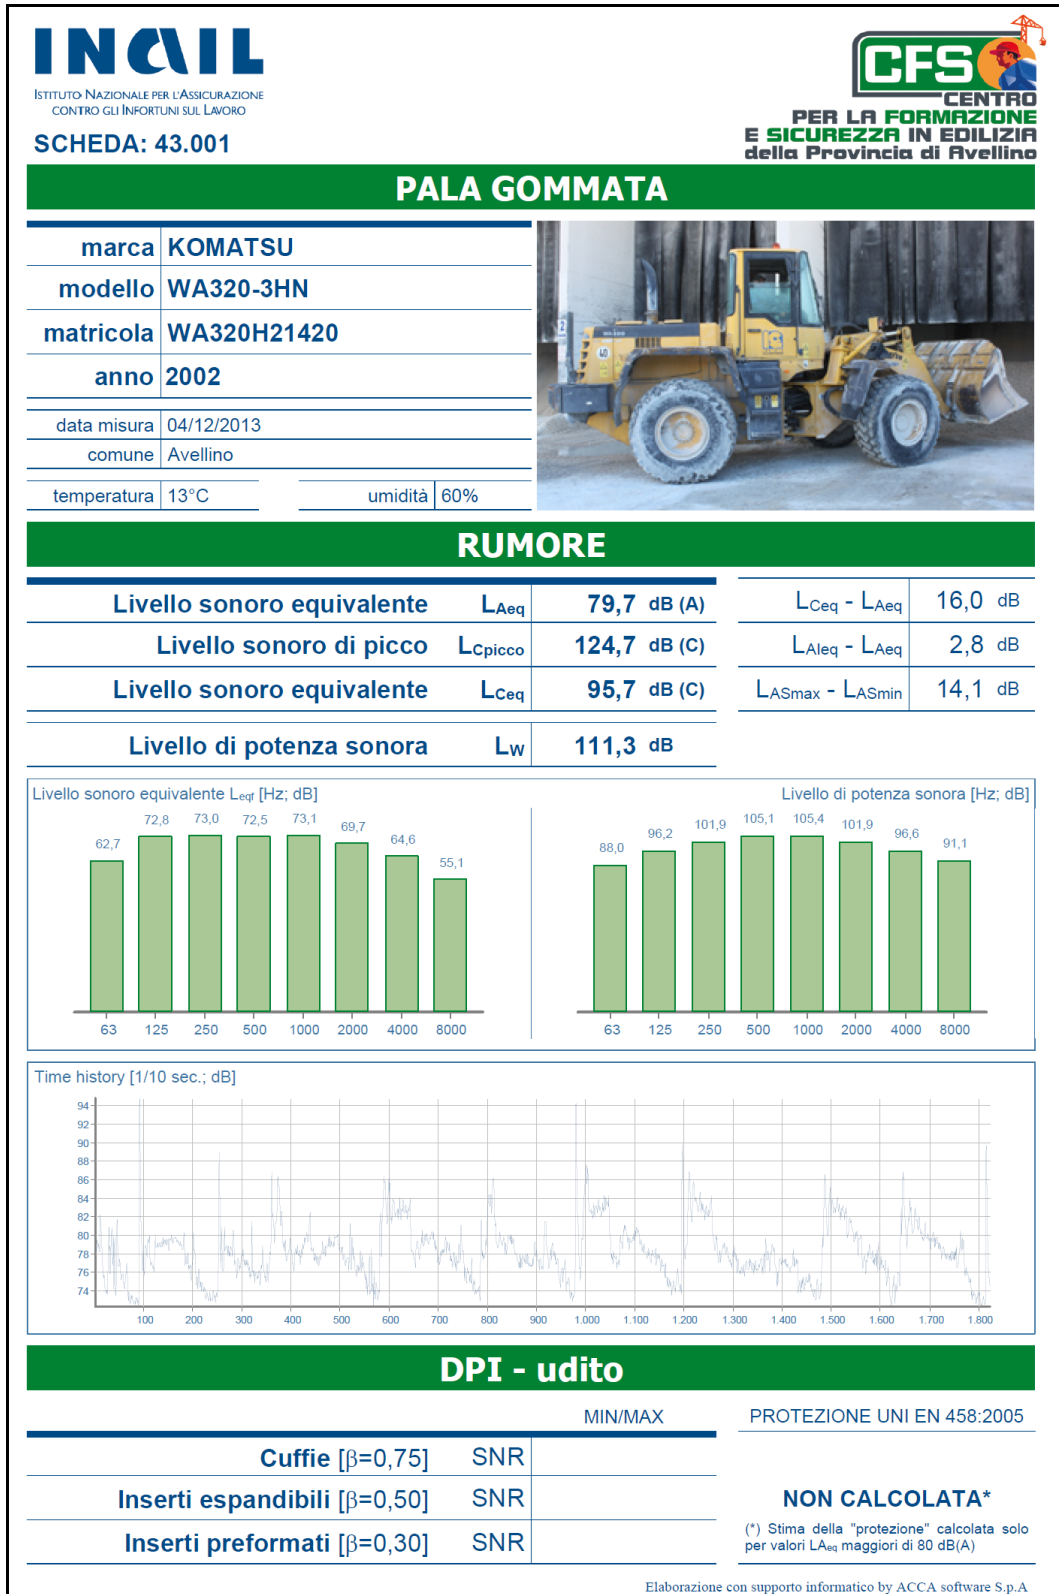 INAIL
ISTITUTO NAZIONALE PER L'ASSICURAZIONE
CONTRO GLI INFORTUNI SUL LAVORO
SCHEDA: 43.001
CFS
CENTRO
PER LA FORMAZIONE
E SICUREZZA IN EDILIZIA
della Provincia di Avellino
PALA GOMMATA
marca KOMATSU
modello WA320-3HN
matricola WA320H21420
anno 2002
data misura 04/12/2013
comune Avellino
temperatura 13°C umidità 60%
RUMORE
Livello sonoro equivalente LAeq 79,7 dB (A)
Livello sonoro di picco LCpicco 124,7 dB (C)
Livello sonoro equivalente LCeq 95,7 dB (C)
Livello di potenza sonora LW 111,3 dB
LCeq - LAeq 16,0 dB
LAIeq - LAeq 2,8 dB
LASmax - LASmin 14,1 dB
Livello sonoro equivalente Leqf [Hz; dB]
62,7 72,8 73,0 72,5 73,1 69,7 64,6 55,1
63 125 250 500 1000 2000 4000 8000
Livello di potenza sonora [Hz; dB]
88,0 96,2 101,9 105,1 105,4 101,9 96,6 91,1
63 125 250 500 1000 2000 4000 8000
Time history [1/10 sec.; dB]
94
92
90
88
86
84
82
80
78
76
74
100 200 300 400 500 600 700 800 900 1.000 1.100 1.200 1.300 1.400 1.500 1.600 1.700 1.800
DPI - udito
MIN/MAX
Cuffie [β=0,75] SNR
Inserti espandibili [β=0,50] SNR
Inserti preformati [β=0,30] SNR
PROTEZIONE UNI EN 458:2005
NON CALCOLATA*
(*) Stima della "protezione" calcolata solo
per valori LAeq maggiori di 80 dB(A)
Elaborazione con supporto informatico by ACCA software S.p.A